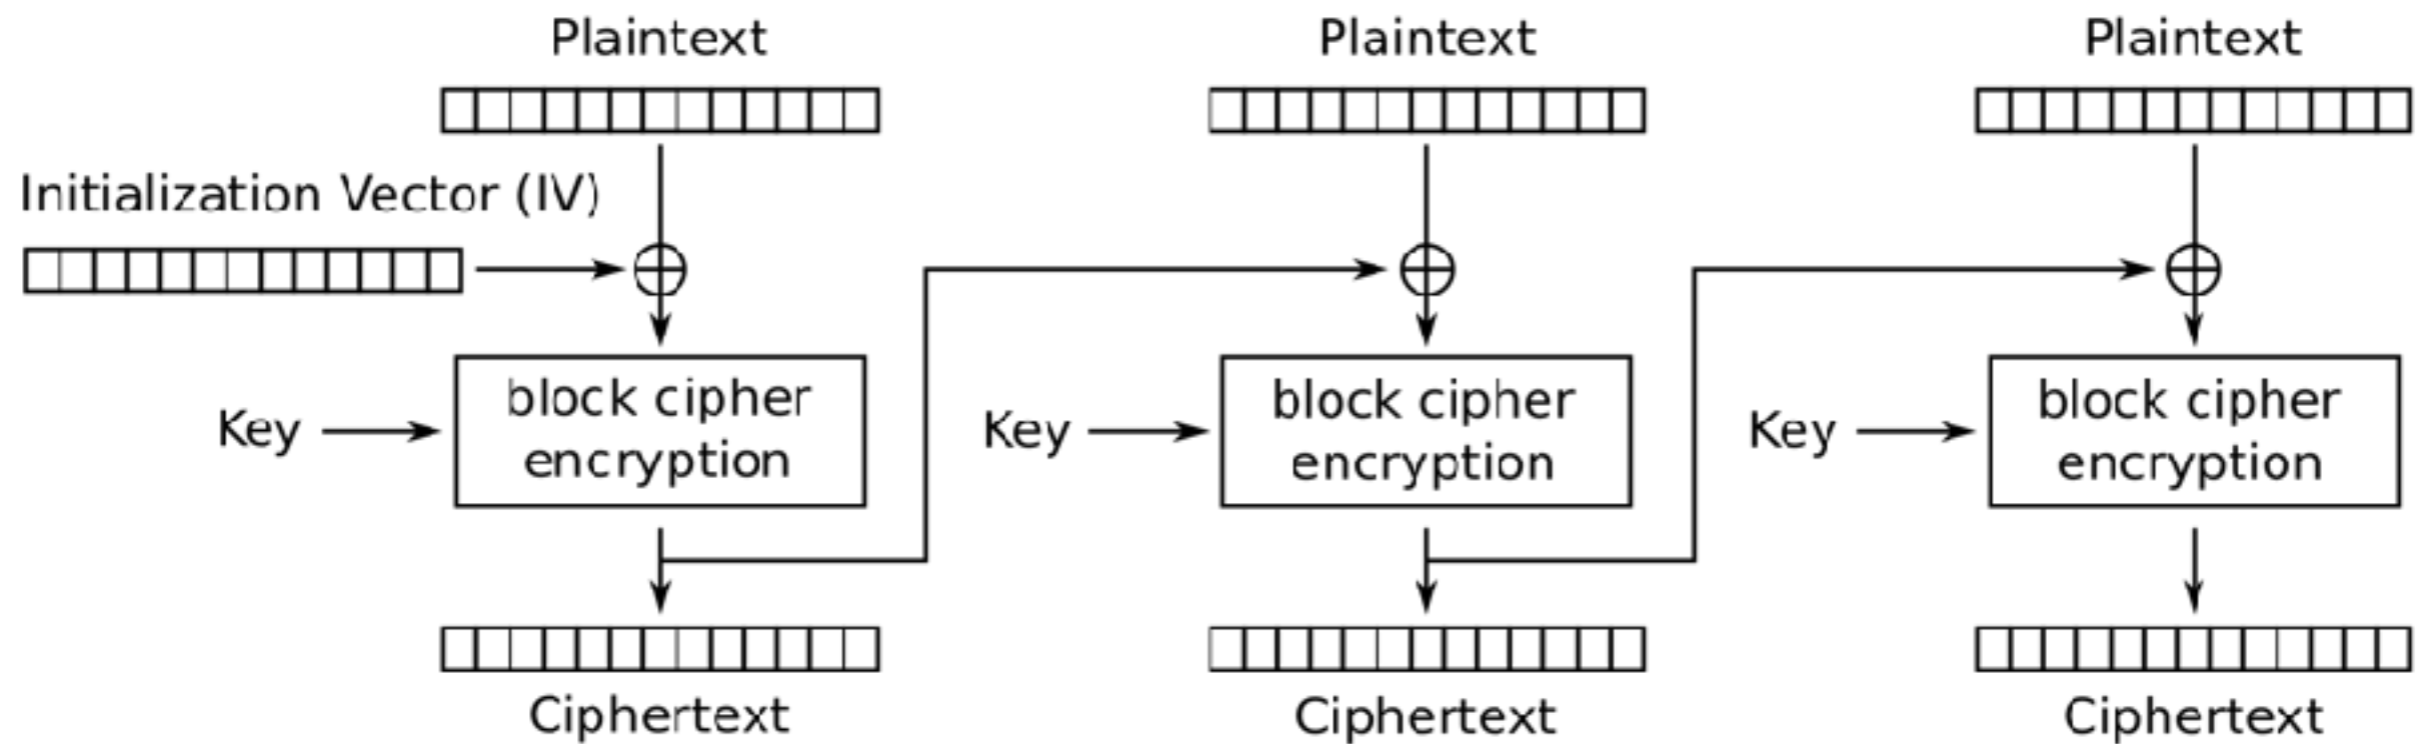 Plaintext
Plaintext
Plaintext
Initialization Vector (IV)
Key
block cipher
encryption
Key
block cipher
encryption
Key
block cipher
encryption
Ciphertext
Ciphertext
Ciphertext